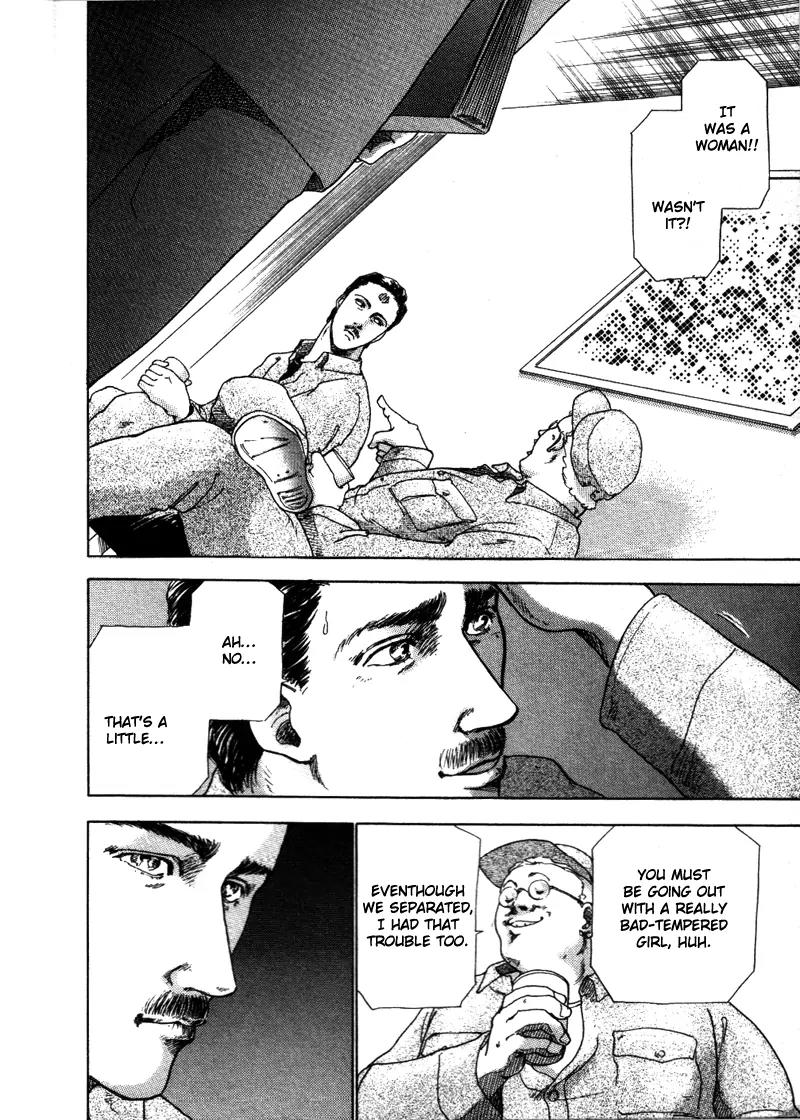 IT
WAS A
WOMAN!!
WASN'T
IT?!
AH...
NO...
THAT'S A
LITTLE...
YOU MUST
BE GOING OUT
WITH A REALLY
BAD-TEMPERED
GIRL, HUH.
EVENTHOUGH
WE SEPARATED,
I HAD THAT
TROUBLE TOO.